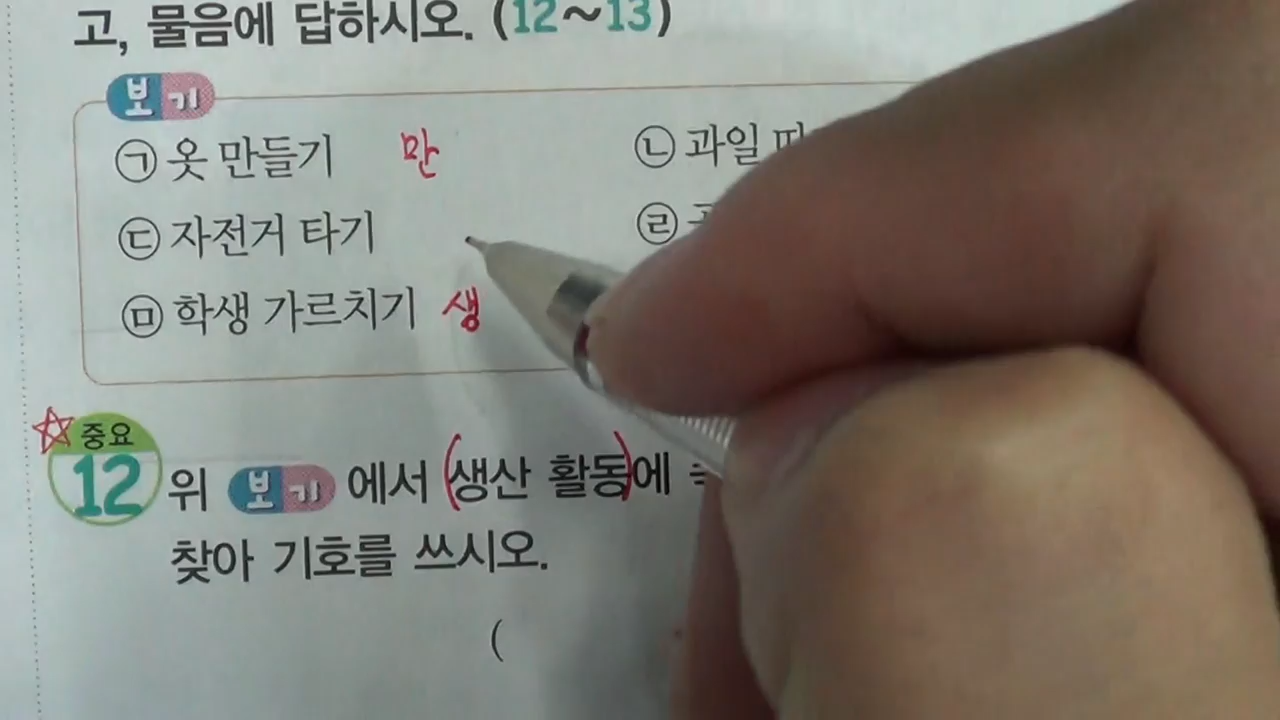 고, 물음에 답하시오. (12~13)
보기
㉠ 옷 만들기 만 ㉡ 과일
㉢ 자전거 타기 ㉣
㉤ 학생 가르치기 생
중요
12 위 보기 에서 (생산 활동)에
찾아 기호를 쓰시오.
(